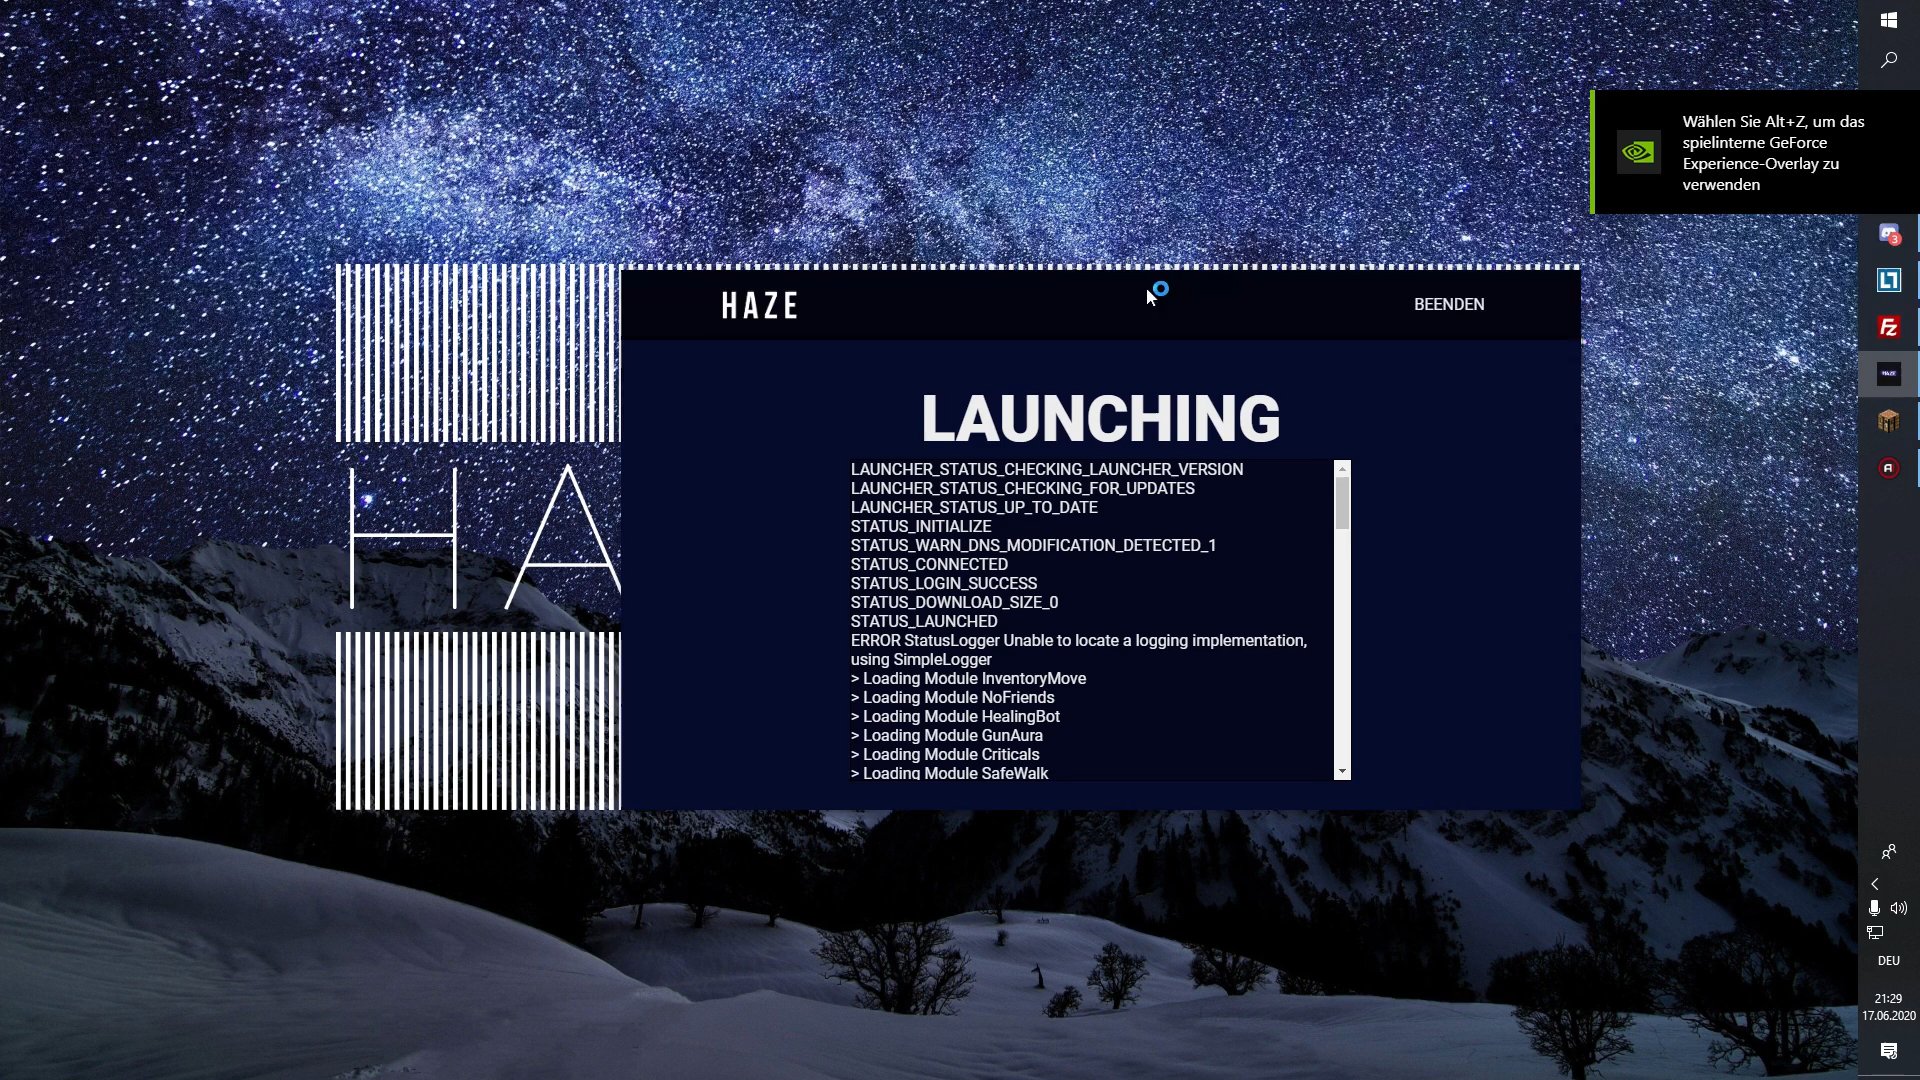 Wählen Sie Alt+Z, um das
spielinterne GeForce
Experience-Overlay zu
verwenden
3
HAZE
BEENDEN
HA
LAUNCHING
LAUNCHER_STATUS_CHECKING_LAUNCHER_VERSION
LAUNCHER_STATUS_CHECKING_FOR_UPDATES
LAUNCHER_STATUS_UP_TO_DATE
STATUS_INITIALIZE
STATUS_WARN_DNS_MODIFICATION_DETECTED_1
STATUS_CONNECTED
STATUS_LOGIN_SUCCESS
STATUS_DOWNLOAD_SIZE_0
STATUS_LAUNCHED
ERROR StatusLogger Unable to locate a logging implementation,
using SimpleLogger
> Loading Module InventoryMove
> Loading Module NoFriends
> Loading Module HealingBot
> Loading Module GunAura
> Loading Module Criticals
> Loading Module SafeWalk
Fz
HAZE
A
DEU
21:29
17.06.2020